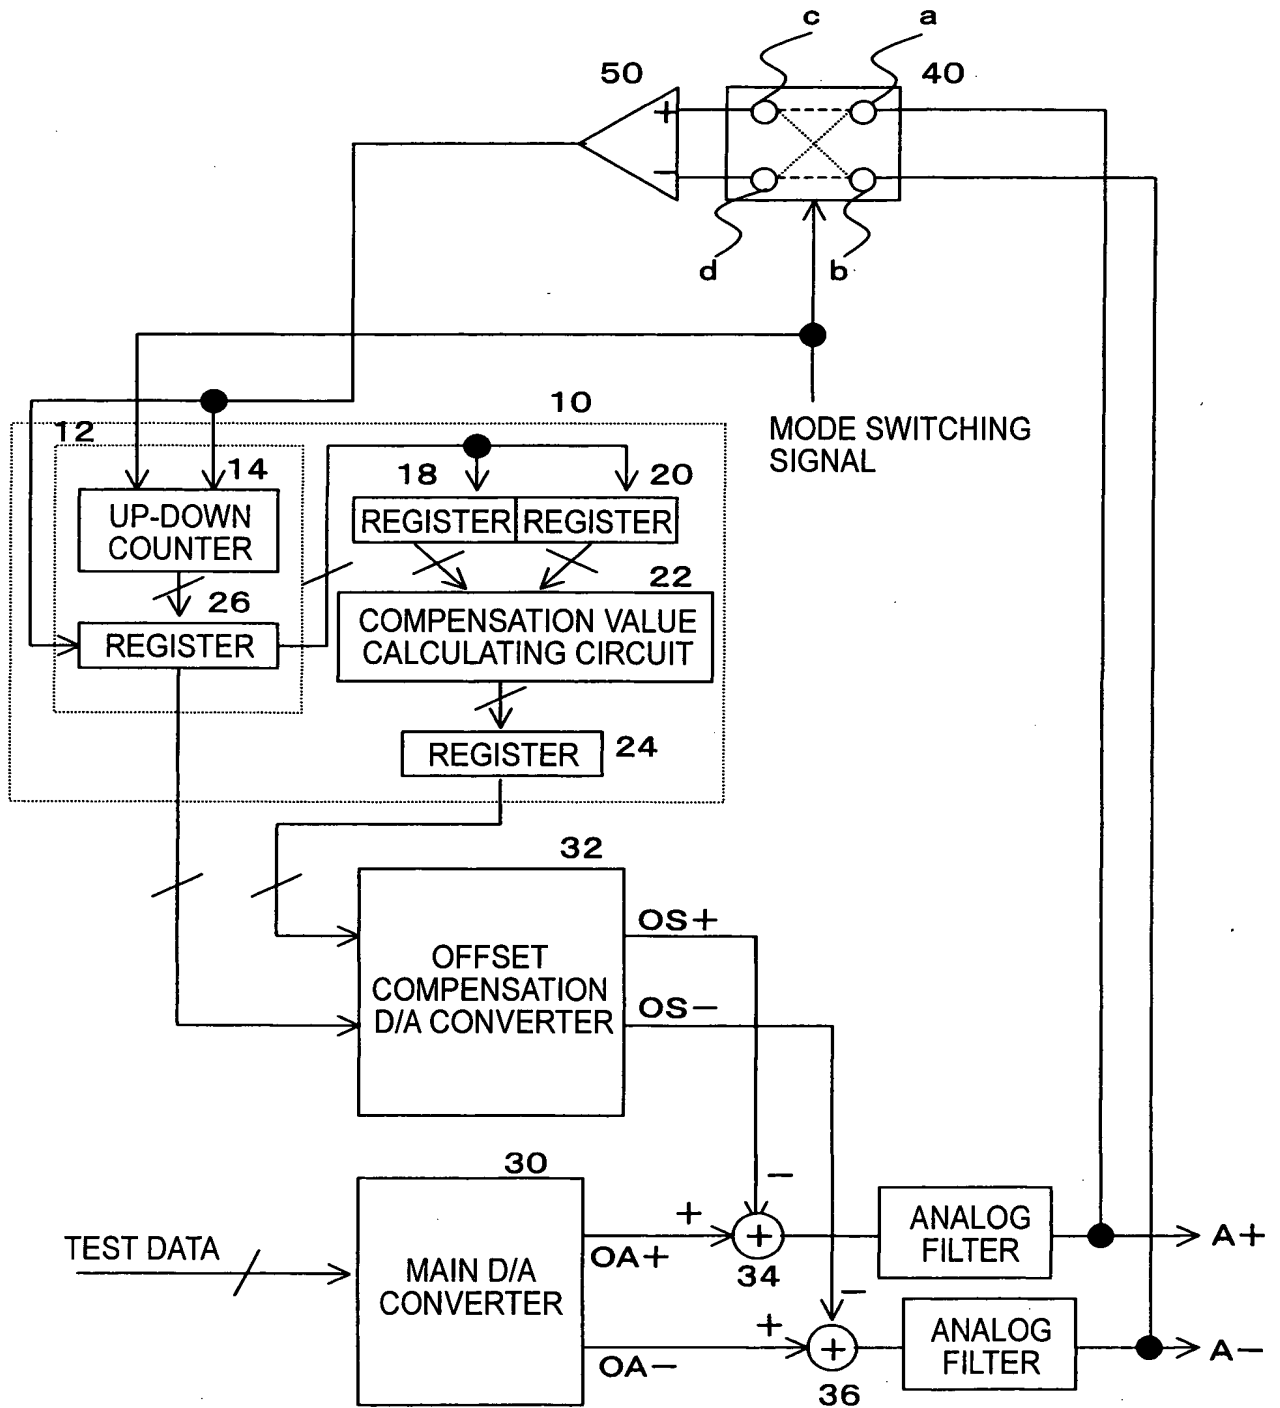 c
a
50
40
+
−
d
b
MODE SWITCHING
SIGNAL
10
12
14
18
20
UP-DOWN
COUNTER
REGISTER
REGISTER
26
22
REGISTER
COMPENSATION VALUE
CALCULATING CIRCUIT
REGISTER
24
32
OS+
OFFSET
COMPENSATION
D/A CONVERTER
OS−
30
−
TEST DATA
MAIN D/A
CONVERTER
+
OA+
+
34
ANALOG
FILTER
A+
−
+
OA−
+
36
ANALOG
FILTER
A−